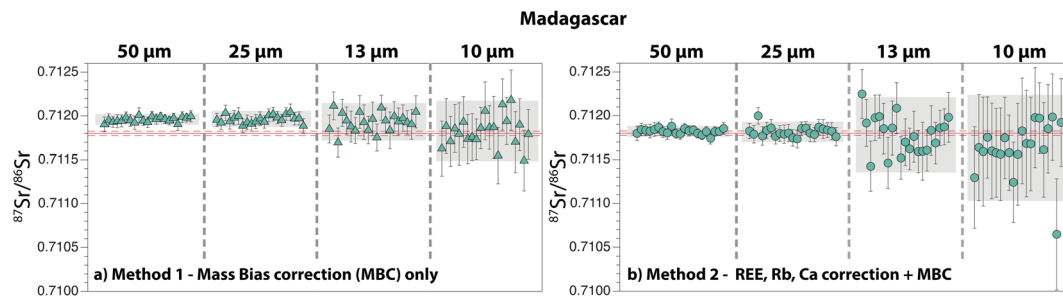 Madagascar
50 µm 25 µm 13 µm 10 µm
50 µm 25 µm 13 µm 10 µm
⁸⁷Sr/⁸⁶Sr
0.7125
0.7120
0.7115
0.7110
0.7105
0.7100
a) Method 1 - Mass Bias correction (MBC) only
⁸⁷Sr/⁸⁶Sr
0.7125
0.7120
0.7115
0.7110
0.7105
0.7100
b) Method 2 - REE, Rb, Ca correction + MBC